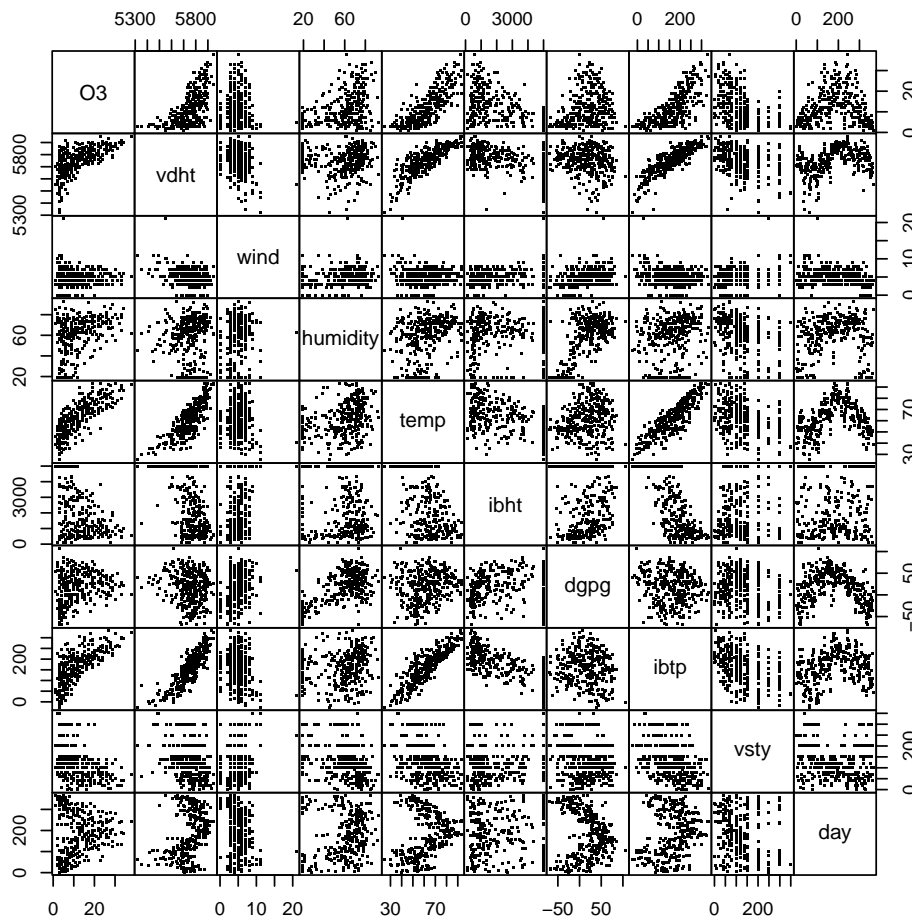 5300 5800 20 60 0 3000 0 200 0 200
O3 0 20
5300 5800 vdht
wind 0 10 20
20 60 humidity
temp 30 70
0 3000 ibht
dgpg −50 50
0 200 ibtp
vsty 0 200
0 200 day
0 20 5300 0 5 10 20 30 70 −50 50 0 200